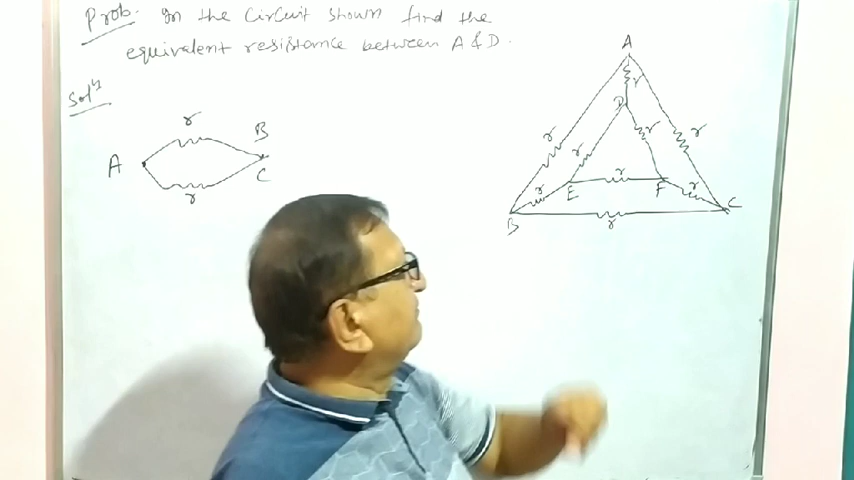 Prob. In the Circuit shown find the
equivalent resistance between A & D.
Solⁿ
A
r
B
C
r
A
r
D
r
r
r
r
r
E
r
F
r
C
B
r